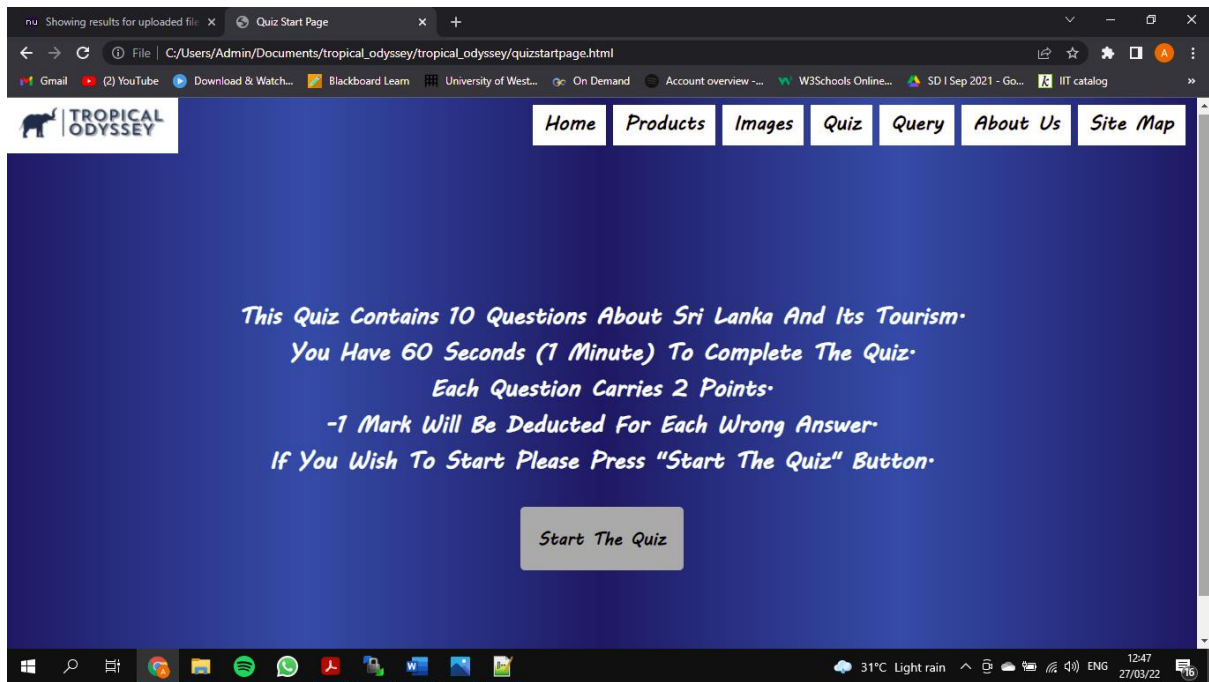 nu Showing results for uploaded file
Quiz Start Page
File | C:/Users/Admin/Documents/tropical_odyssey/tropical_odyssey/quizstartpage.html
A
Gmail (2) YouTube Download & Watch... Blackboard Learn University of West... Go On Demand Account overview -... W3Schools Online... SD I Sep 2021 - Go... k IIT catalog »
TROPICAL
ODYSSEY
Home Products Images Quiz Query About Us Site Map
This Quiz Contains 10 Questions About Sri Lanka And Its Tourism.
You Have 60 Seconds (1 Minute) To Complete The Quiz.
Each Question Carries 2 Points.
-1 Mark Will Be Deducted For Each Wrong Answer.
If You Wish To Start Please Press "Start The Quiz" Button.
Start The Quiz
31°C Light rain ENG 12:47
27/03/22 16